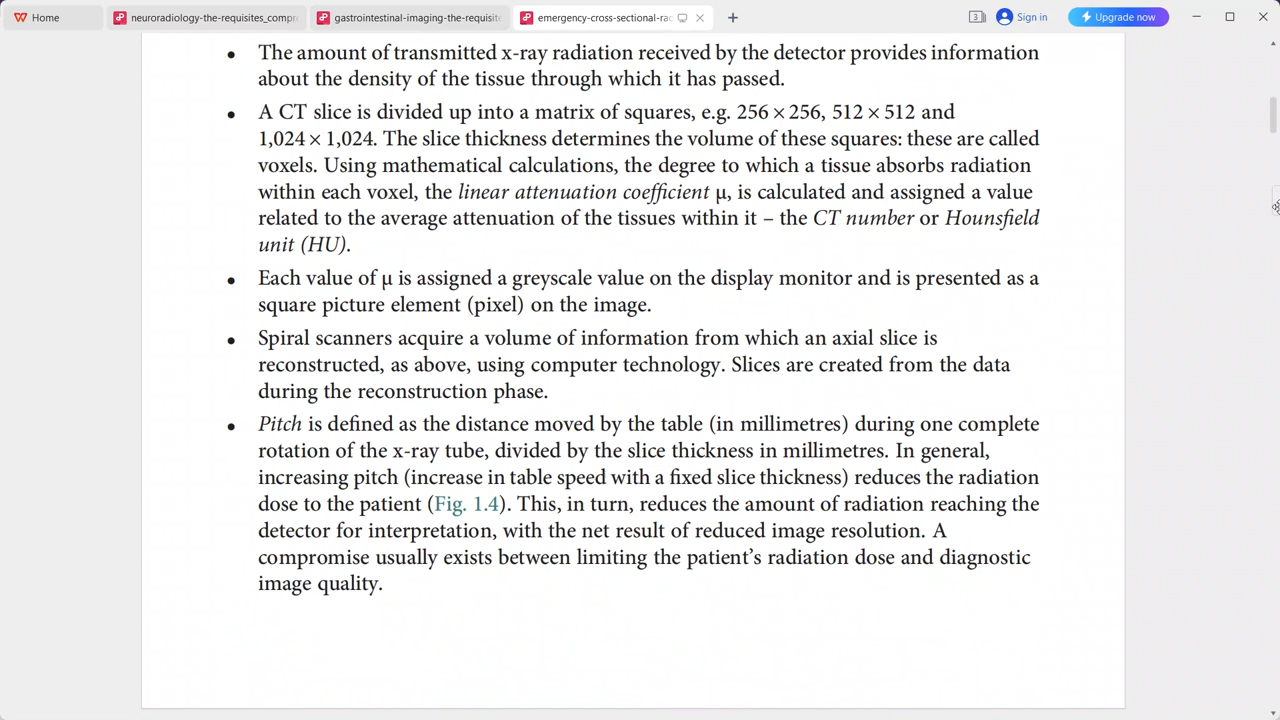 Home
neuroradiology-the-requisites_compr
gastrointestinal-imaging-the-requisite
emergency-cross-sectional-rac
3
Sign in
Upgrade now
• The amount of transmitted x-ray radiation received by the detector provides information
about the density of the tissue through which it has passed.
• A CT slice is divided up into a matrix of squares, e.g. 256 × 256, 512 × 512 and
1,024 × 1,024. The slice thickness determines the volume of these squares: these are called
voxels. Using mathematical calculations, the degree to which a tissue absorbs radiation
within each voxel, the linear attenuation coefficient μ, is calculated and assigned a value
related to the average attenuation of the tissues within it – the CT number or Hounsfield
unit (HU).
• Each value of μ is assigned a greyscale value on the display monitor and is presented as a
square picture element (pixel) on the image.
• Spiral scanners acquire a volume of information from which an axial slice is
reconstructed, as above, using computer technology. Slices are created from the data
during the reconstruction phase.
• Pitch is defined as the distance moved by the table (in millimetres) during one complete
rotation of the x-ray tube, divided by the slice thickness in millimetres. In general,
increasing pitch (increase in table speed with a fixed slice thickness) reduces the radiation
dose to the patient (Fig. 1.4). This, in turn, reduces the amount of radiation reaching the
detector for interpretation, with the net result of reduced image resolution. A
compromise usually exists between limiting the patient’s radiation dose and diagnostic
image quality.